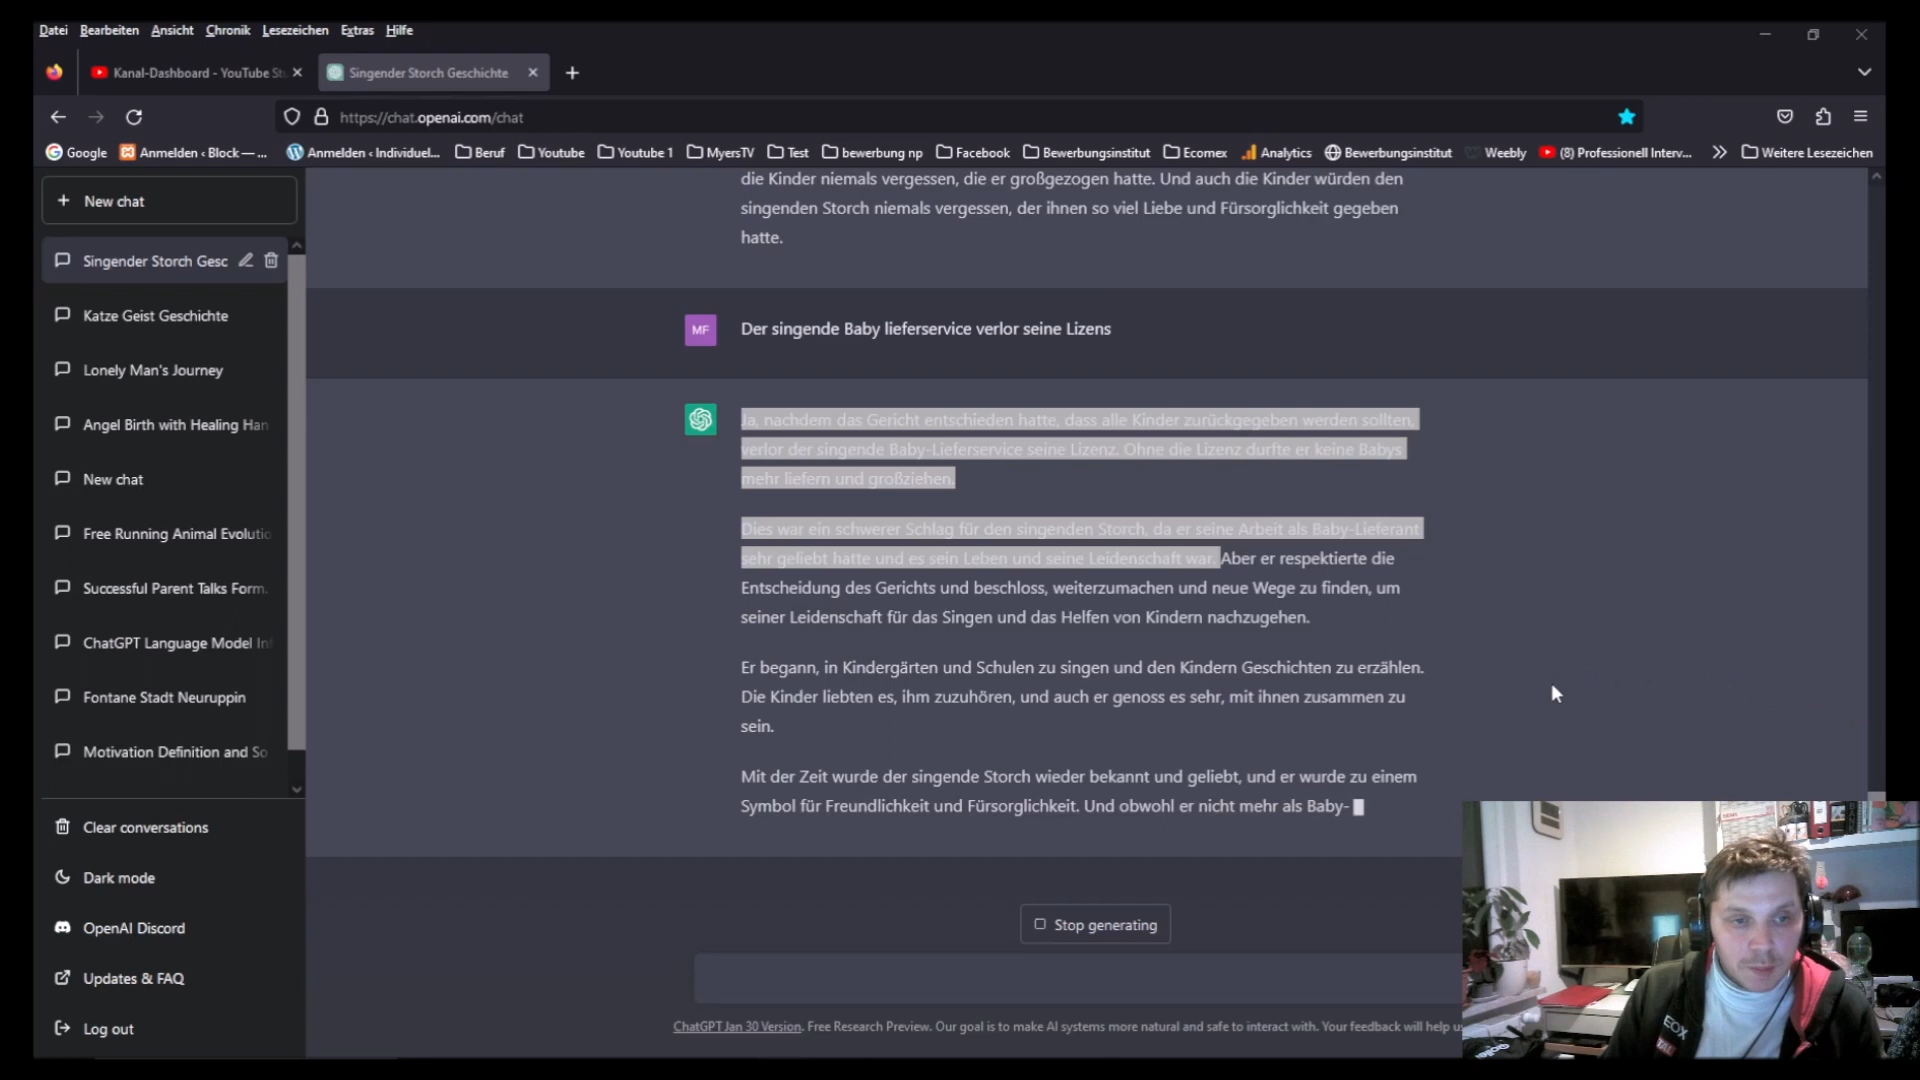 Datei Bearbeiten Ansicht Chronik Lesezeichen Extras Hilfe
Kanal-Dashboard - YouTube St
Singender Storch Geschichte
https://chat.openai.com/chat
Google Anmelden ‹ Block — ... Anmelden ‹ Individuel... Beruf Youtube Youtube 1 MyersTV Test bewerbung np Facebook Bewerbungsinstitut Ecomex Analytics Bewerbungsinstitut Weebly (8) Professionell Interv... Weitere Lesezeichen
+ New chat
Singender Storch Gesc
Katze Geist Geschichte
Lonely Man's Journey
Angel Birth with Healing Han
New chat
Free Running Animal Evolutio
Successful Parent Talks Form.
ChatGPT Language Model In
Fontane Stadt Neuruppin
Motivation Definition and So
Clear conversations
Dark mode
OpenAI Discord
Updates & FAQ
Log out
die Kinder niemals vergessen, die er großgezogen hatte. Und auch die Kinder würden den
singenden Storch niemals vergessen, der ihnen so viel Liebe und Fürsorglichkeit gegeben
hatte.
MF
Der singende Baby lieferservice verlor seine Lizens
Ja, nachdem das Gericht entschieden hatte, dass alle Kinder zurückgegeben werden sollten,
verlor der singende Baby-Lieferservice seine Lizenz. Ohne die Lizenz durfte er keine Babys
mehr liefern und großziehen.
Dies war ein schwerer Schlag für den singenden Storch, da er seine Arbeit als Baby-Lieferant
sehr geliebt hatte und es sein Leben und seine Leidenschaft war. Aber er respektierte die
Entscheidung des Gerichts und beschloss, weiterzumachen und neue Wege zu finden, um
seiner Leidenschaft für das Singen und das Helfen von Kindern nachzugehen.
Er begann, in Kindergärten und Schulen zu singen und den Kindern Geschichten zu erzählen.
Die Kinder liebten es, ihm zuzuhören, und auch er genoss es sehr, mit ihnen zusammen zu
sein.
Mit der Zeit wurde der singende Storch wieder bekannt und geliebt, und er wurde zu einem
Symbol für Freundlichkeit und Fürsorglichkeit. Und obwohl er nicht mehr als Baby-
Stop generating
ChatGPT Jan 30 Version. Free Research Preview. Our goal is to make AI systems more natural and safe to interact with. Your feedback will help u